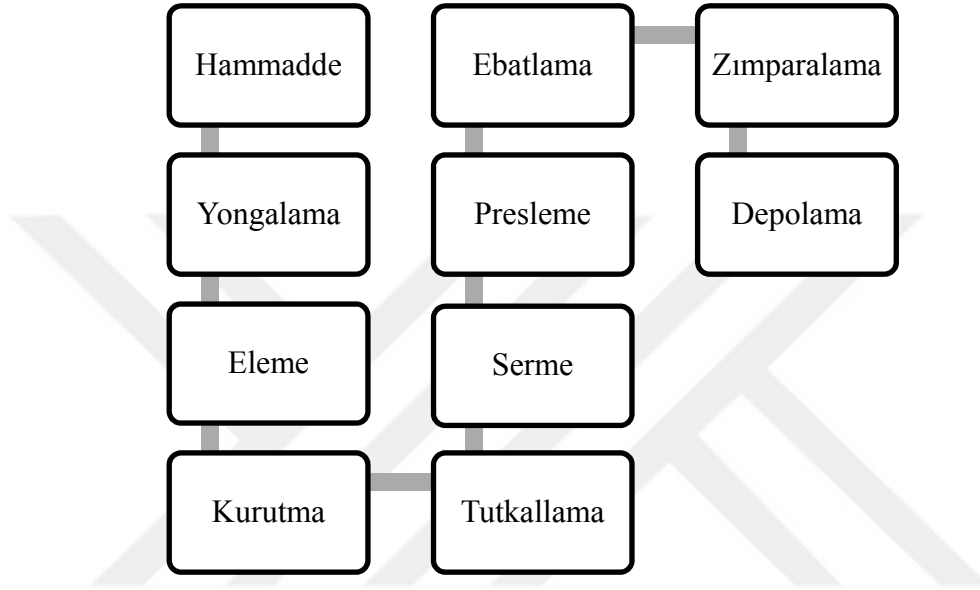 Hammadde
Yongalama
Eleme
Kurutma
Tutkallama
Serme
Presleme
Ebatlama
Zımparalama
Depolama